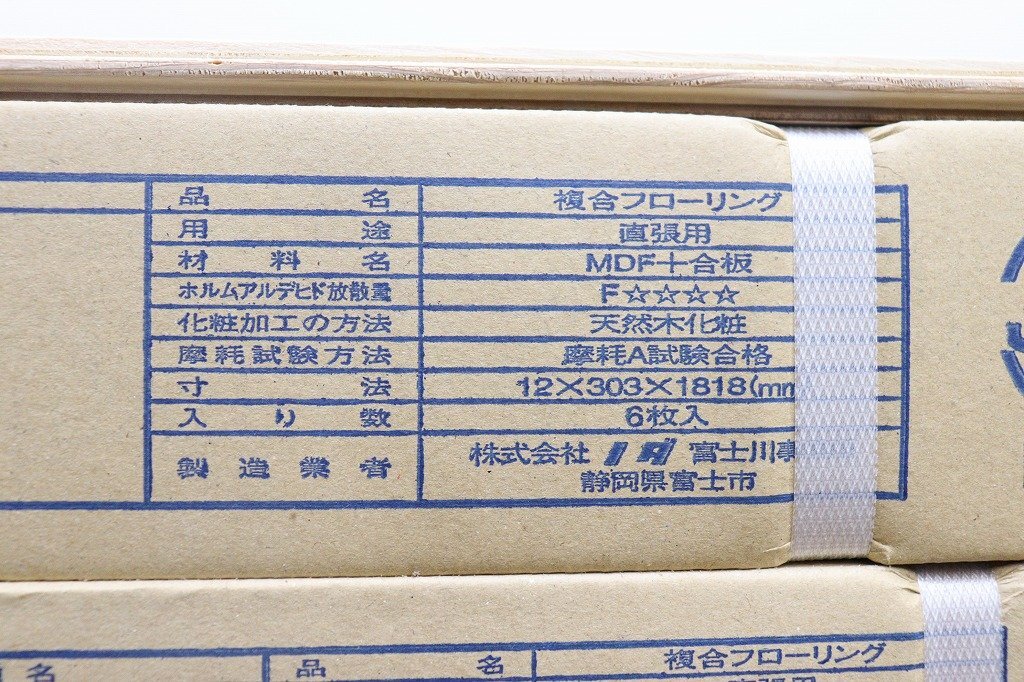 品名 複合フローリング
用途 直張用
材料名 MDF+合板
ホルムアルデヒド放散量 F☆☆☆☆
化粧加工の方法 天然木化粧
摩耗試験方法 摩耗A試験合格
寸法 12×303×1818(mm
入り数 6枚入
製造業者 株式会社 富士川事
静岡県富士市
名 品名 複合フローリング